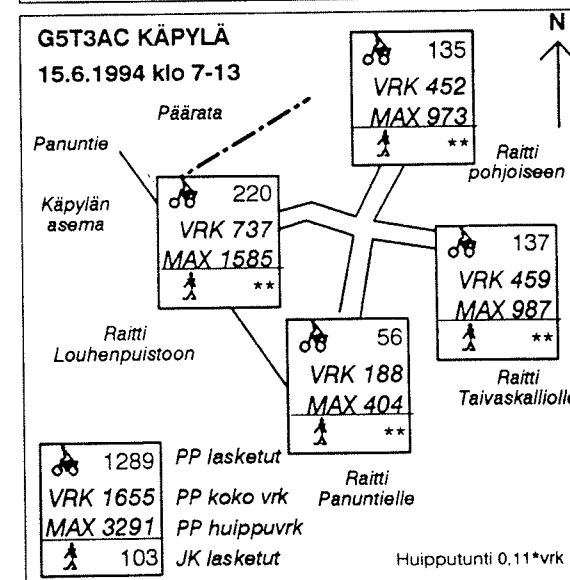 G5T3AC KÄPYLÄ
15.6.1994 klo 7-13
N
135
VRK 452
MAX 973
**
Raitti
pohjoiseen
Päärata
Panuntie
Käpylän
asema
220
VRK 737
MAX 1585
**
137
VRK 459
MAX 987
**
Raitti
Taivaskalliolle
Raitti
Louhenpuistoon
56
VRK 188
MAX 404
**
Raitti
Panuntielle
1289 PP lasketut
VRK 1655 PP koko vrk
MAX 3291 PP huippuvrk
103 JK lasketut
Huipputunti 0,11*vrk